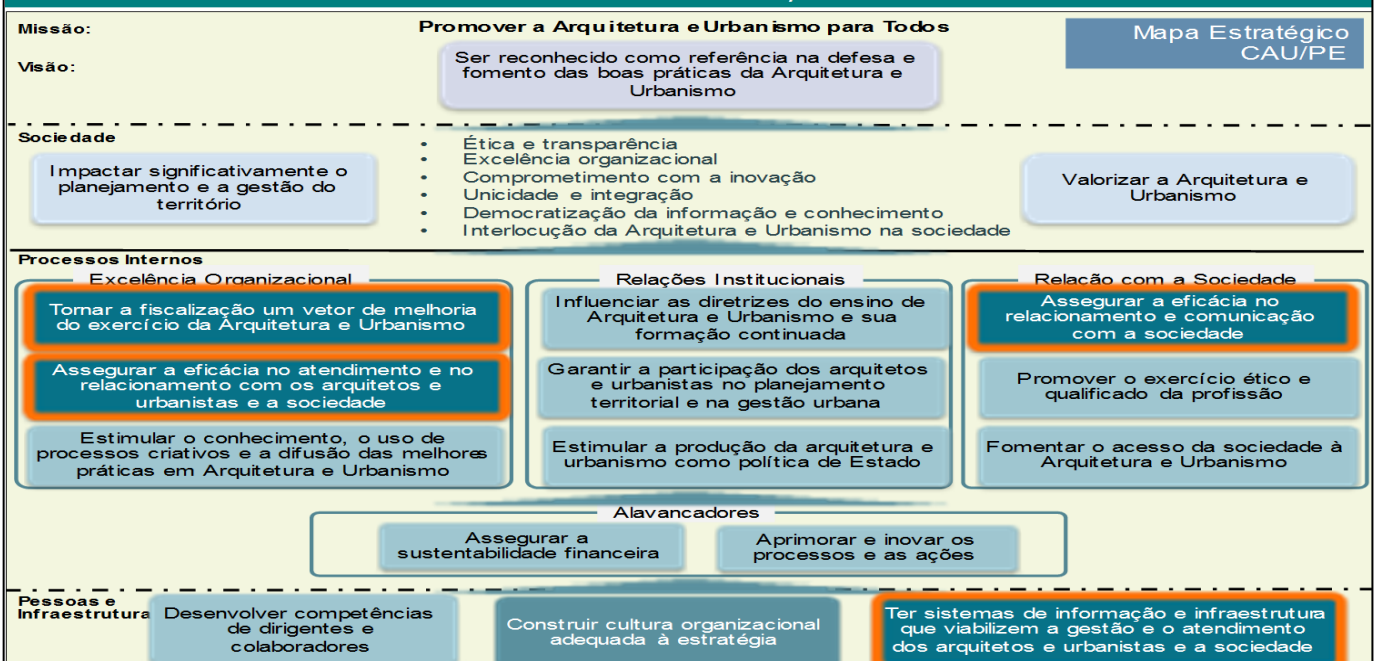 Missão:
Promover a Arquitetura e Urbanismo para Todos
Mapa Estratégico
CAU/PE
Visão:
Ser reconhecido como referência na defesa e
fomento das boas práticas da Arquitetura e
Urbanismo
Sociedade
Impactar significativamente o
planejamento e a gestão do
território
• Ética e transparência
• Excelência organizacional
• Comprometimento com a inovação
• Unicidade e integração
• Democratização da informação e conhecimento
• Interlocução da Arquitetura e Urbanismo na sociedade
Valorizar a Arquitetura e
Urbanismo
Processos Internos
Excelência Organizacional
Tornar a fiscalização um vetor de melhoria
do exercício da Arquitetura e Urbanismo
Assegurar a eficácia no atendimento e no
relacionamento com os arquitetos e
urbanistas e a sociedade
Estimular o conhecimento, o uso de
processos criativos e a difusão das melhores
práticas em Arquitetura e Urbanismo
Relações Institucionais
Influenciar as diretrizes do ensino de
Arquitetura e Urbanismo e sua
formação continuada
Garantir a participação dos arquitetos
e urbanistas no planejamento
territorial e na gestão urbana
Estimular a produção da arquitetura e
urbanismo como política de Estado
Relação com a Sociedade
Assegurar a eficácia no
relacionamento e comunicação
com a sociedade
Promover o exercício ético e
qualificado da profissão
Fomentar o acesso da sociedade à
Arquitetura e Urbanismo
Alavancadores
Assegurar a
sustentabilidade financeira
Aprimorar e inovar os
processos e as ações
Pessoas e
Infraestrutura
Desenvolver competências
de dirigentes e
colaboradores
Construir cultura organizacional
adequada à estratégia
Ter sistemas de informação e infraestrutura
que viabilizem a gestão e o atendimento
dos arquitetos e urbanistas e a sociedade